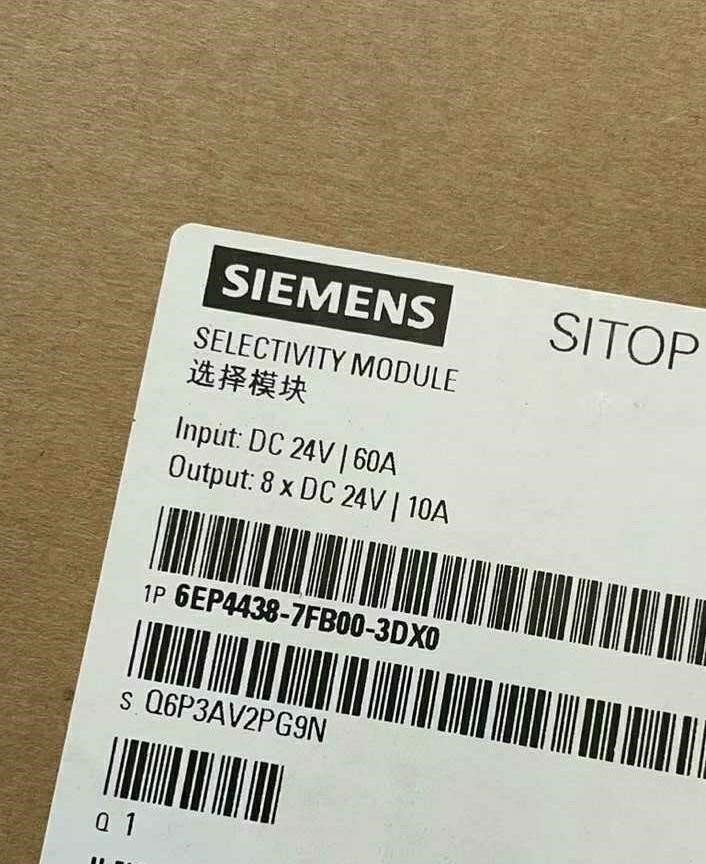 SIEMENS
SITOP
SELECTIVITY MODULE
选择模块
Input: DC 24V | 60A
Output: 8 x DC 24V | 10A
1P 6EP4438-7FB00-3DX0
S Q6P3AV2PG9N
Q 1